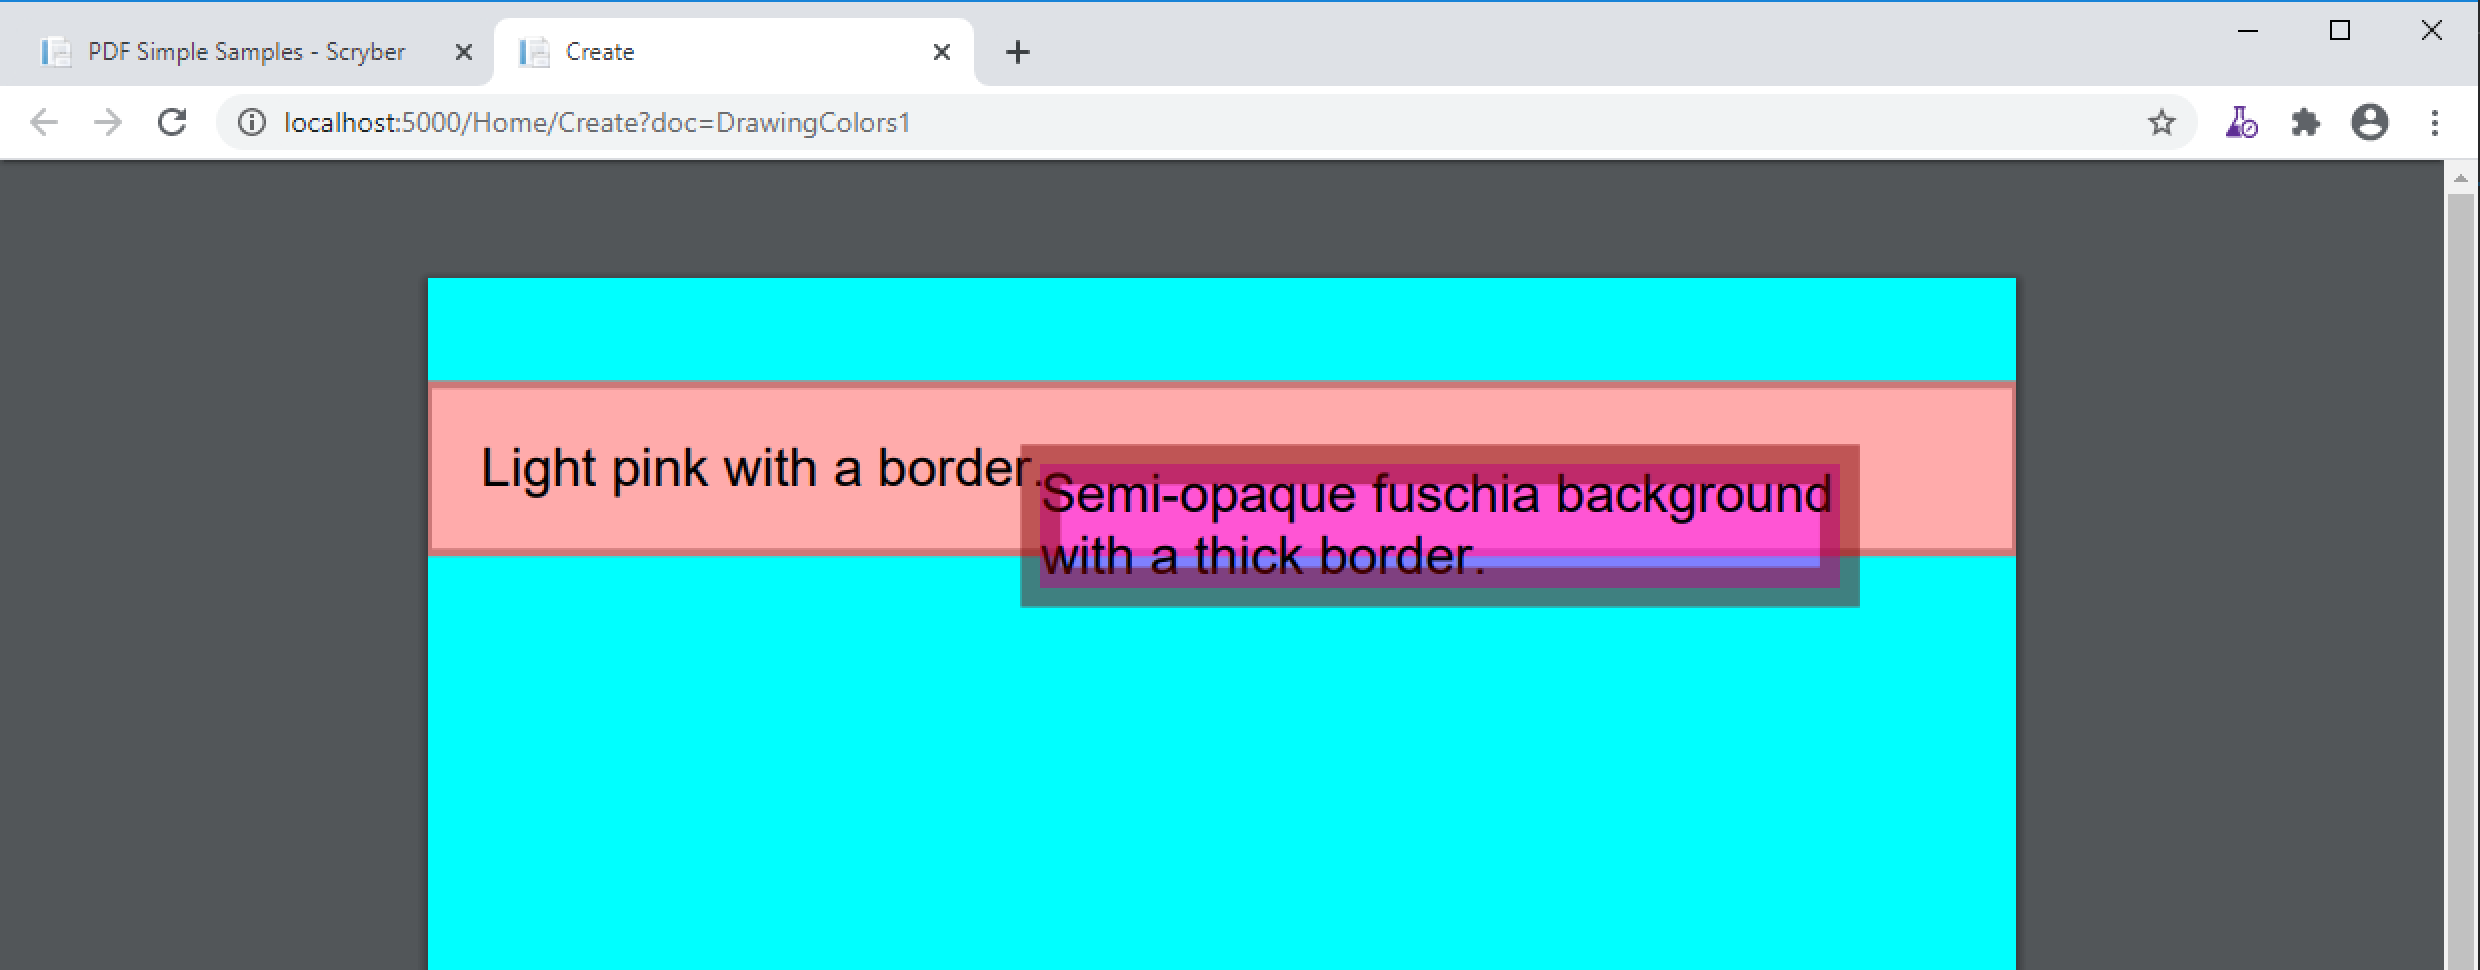 PDF Simple Samples - Scryber
Create
localhost:5000/Home/Create?doc=DrawingColors1
Light pink with a border.
Semi-opaque fuschia background
with a thick border.